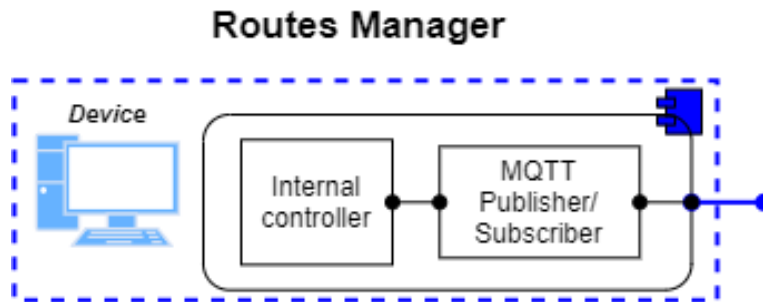 Routes Manager
Device
Internal
controller
MQTT
Publisher/
Subscriber